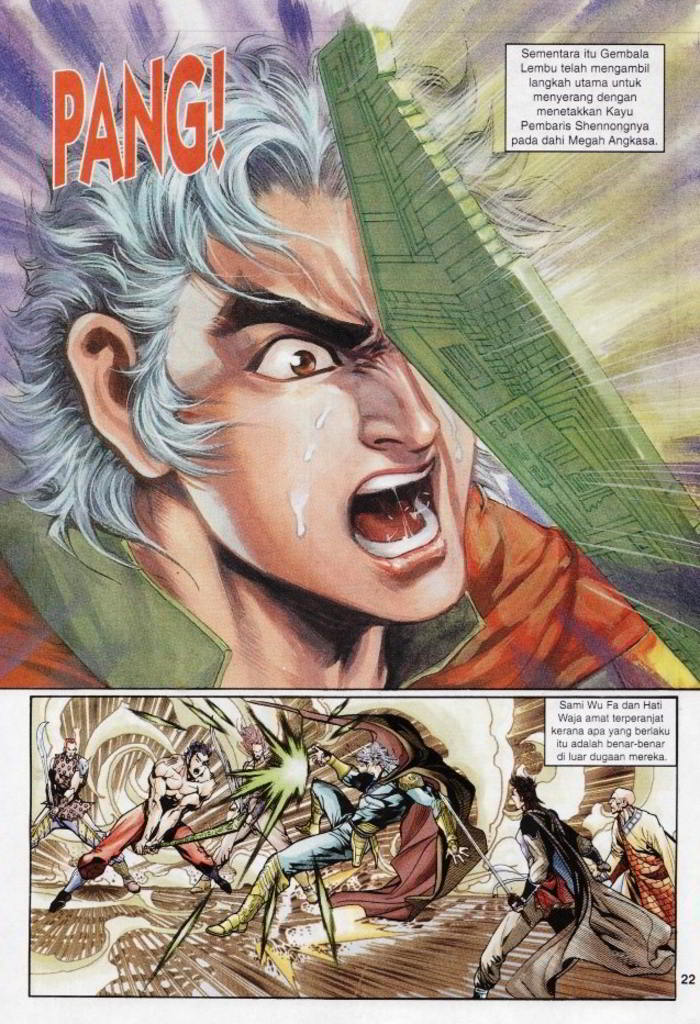 PANG!
Sementara itu Gembala
Lembu telah mengambil
langkah utama untuk
menyerang dengan
menetakkan Kayu
Pembaris Shennongnya
pada dahi Megah Angkasa.
Sami Wu Fa dan Hati
Waja amat terperanjat
kerana apa yang berlaku
itu adalah benar-benar
di luar dugaan mereka.
22